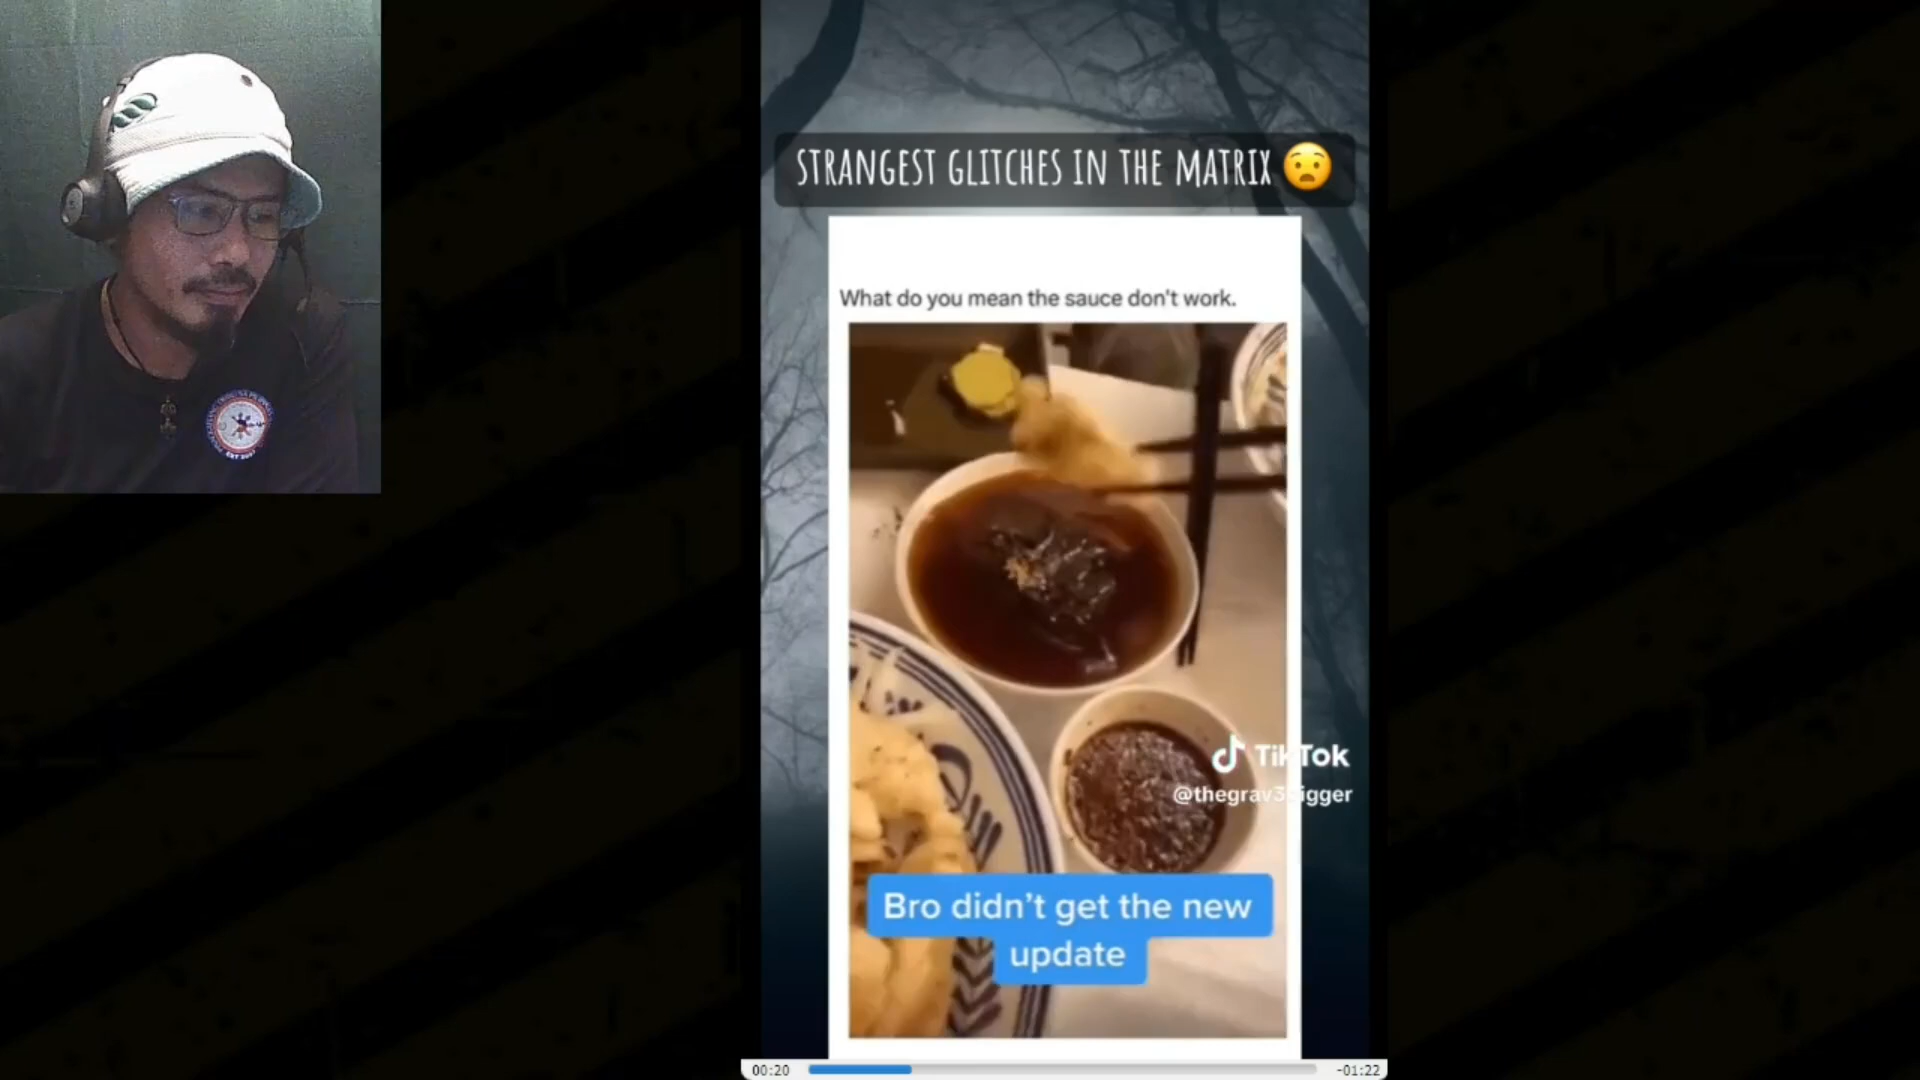 STRANGEST GLITCHES IN THE MATRIX 😧
What do you mean the sauce don't work.
TikTok
Bro didn't get the new
update
00:20
-01:22